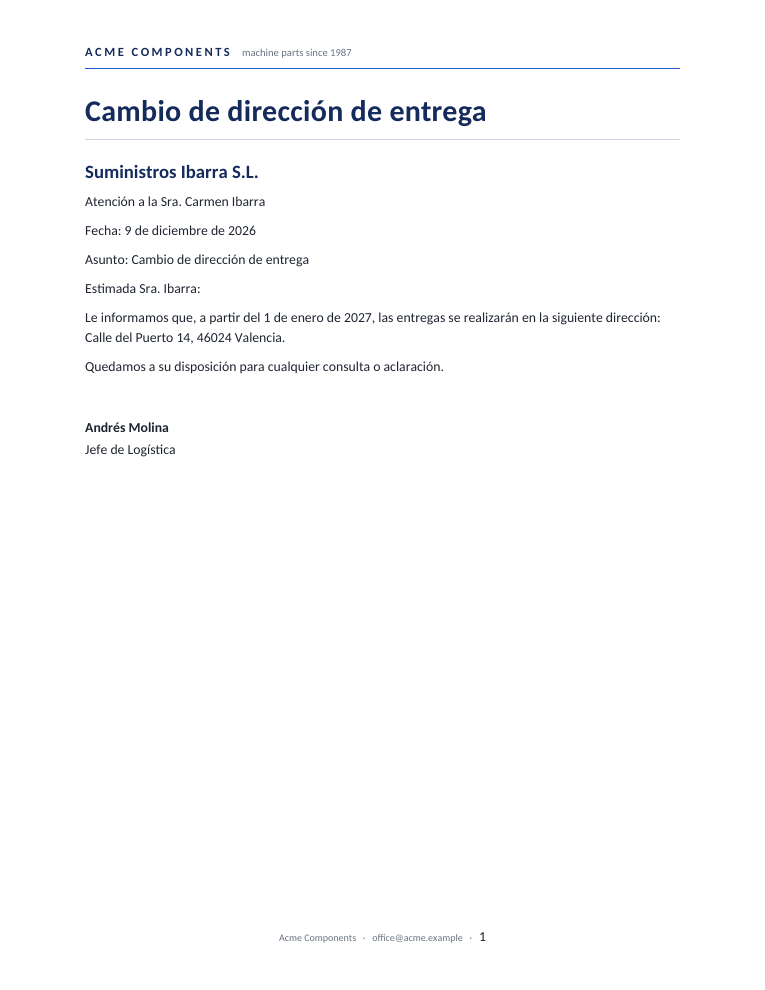 ACME COMPONENTS machine parts since 1987
Cambio de dirección de entrega
Suministros Ibarra S.L.
Atención a la Sra. Carmen Ibarra
Fecha: 9 de diciembre de 2026
Asunto: Cambio de dirección de entrega
Estimada Sra. Ibarra:
Le informamos que, a partir del 1 de enero de 2027, las entregas se realizarán en la siguiente dirección:
Calle del Puerto 14, 46024 Valencia.
Quedamos a su disposición para cualquier consulta o aclaración.
Andrés Molina
Jefe de Logística
Acme Components · office@acme.example · 1